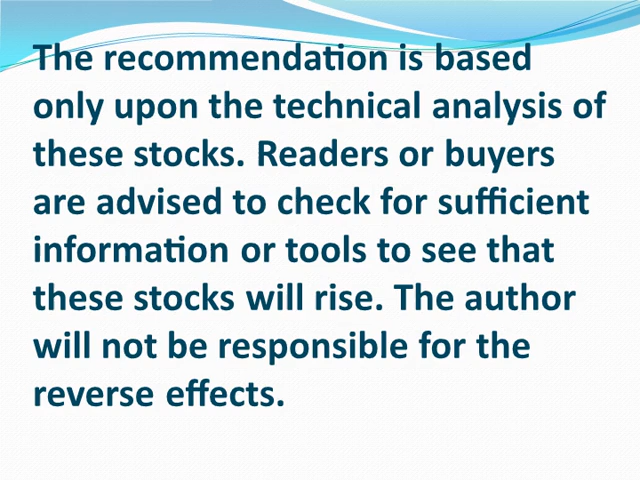 The recommendation is based
only upon the technical analysis of
these stocks. Readers or buyers
are advised to check for sufficient
information or tools to see that
these stocks will rise. The author
will not be responsible for the
reverse effects.